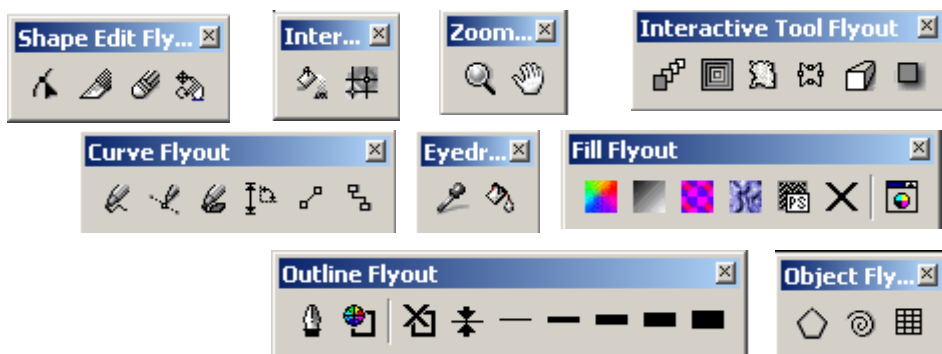 Shape Edit Fly...
Inter...
Zoom...
Interactive Tool Flyout
Curve Flyout
Eyedr...
Fill Flyout
PS
Outline Flyout
Object Fly...